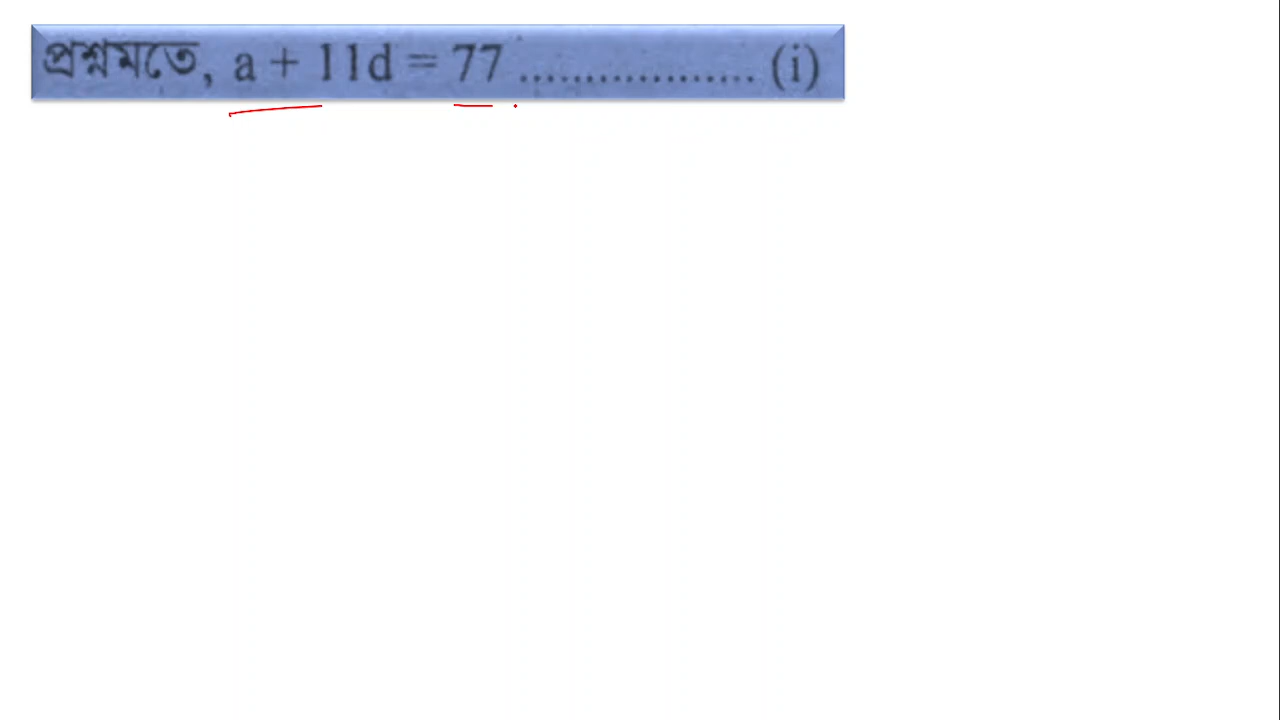 প্রশ্নমতে, a + 11d = 77 .................. (i)